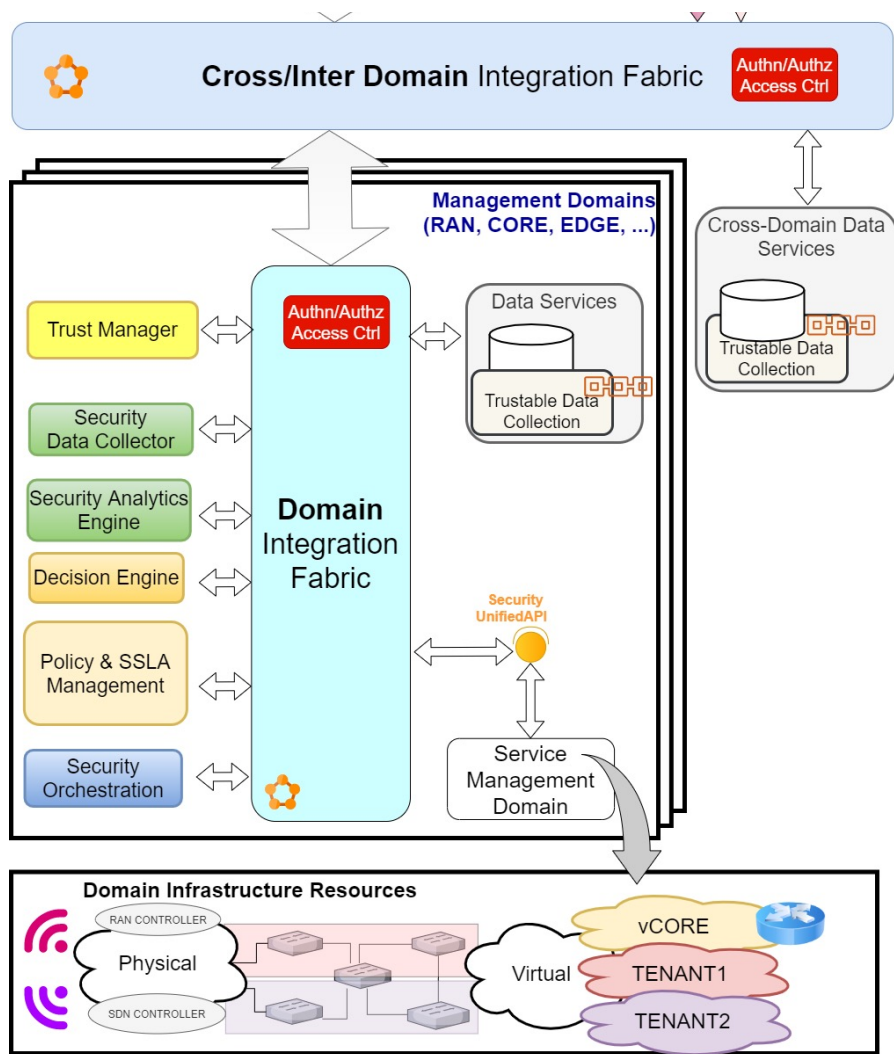 Cross/Inter Domain Integration Fabric
Authn/Authz
Access Ctrl
Management Domains
(RAN, CORE, EDGE, ...)
Cross-Domain Data
Services
Trustable Data
Collection
Trust Manager
Authn/Authz
Access Ctrl
Data Services
Trustable Data
Collection
Security
Data Collector
Security Analytics
Engine
Domain
Integration
Fabric
Decision Engine
Security
UnifiedAPI
Policy & SSLA
Management
Security
Orchestration
Service
Management
Domain
Domain Infrastructure Resources
RAN CONTROLLER
Physical
SDN CONTROLLER
Virtual
vCORE
TENANT1
TENANT2